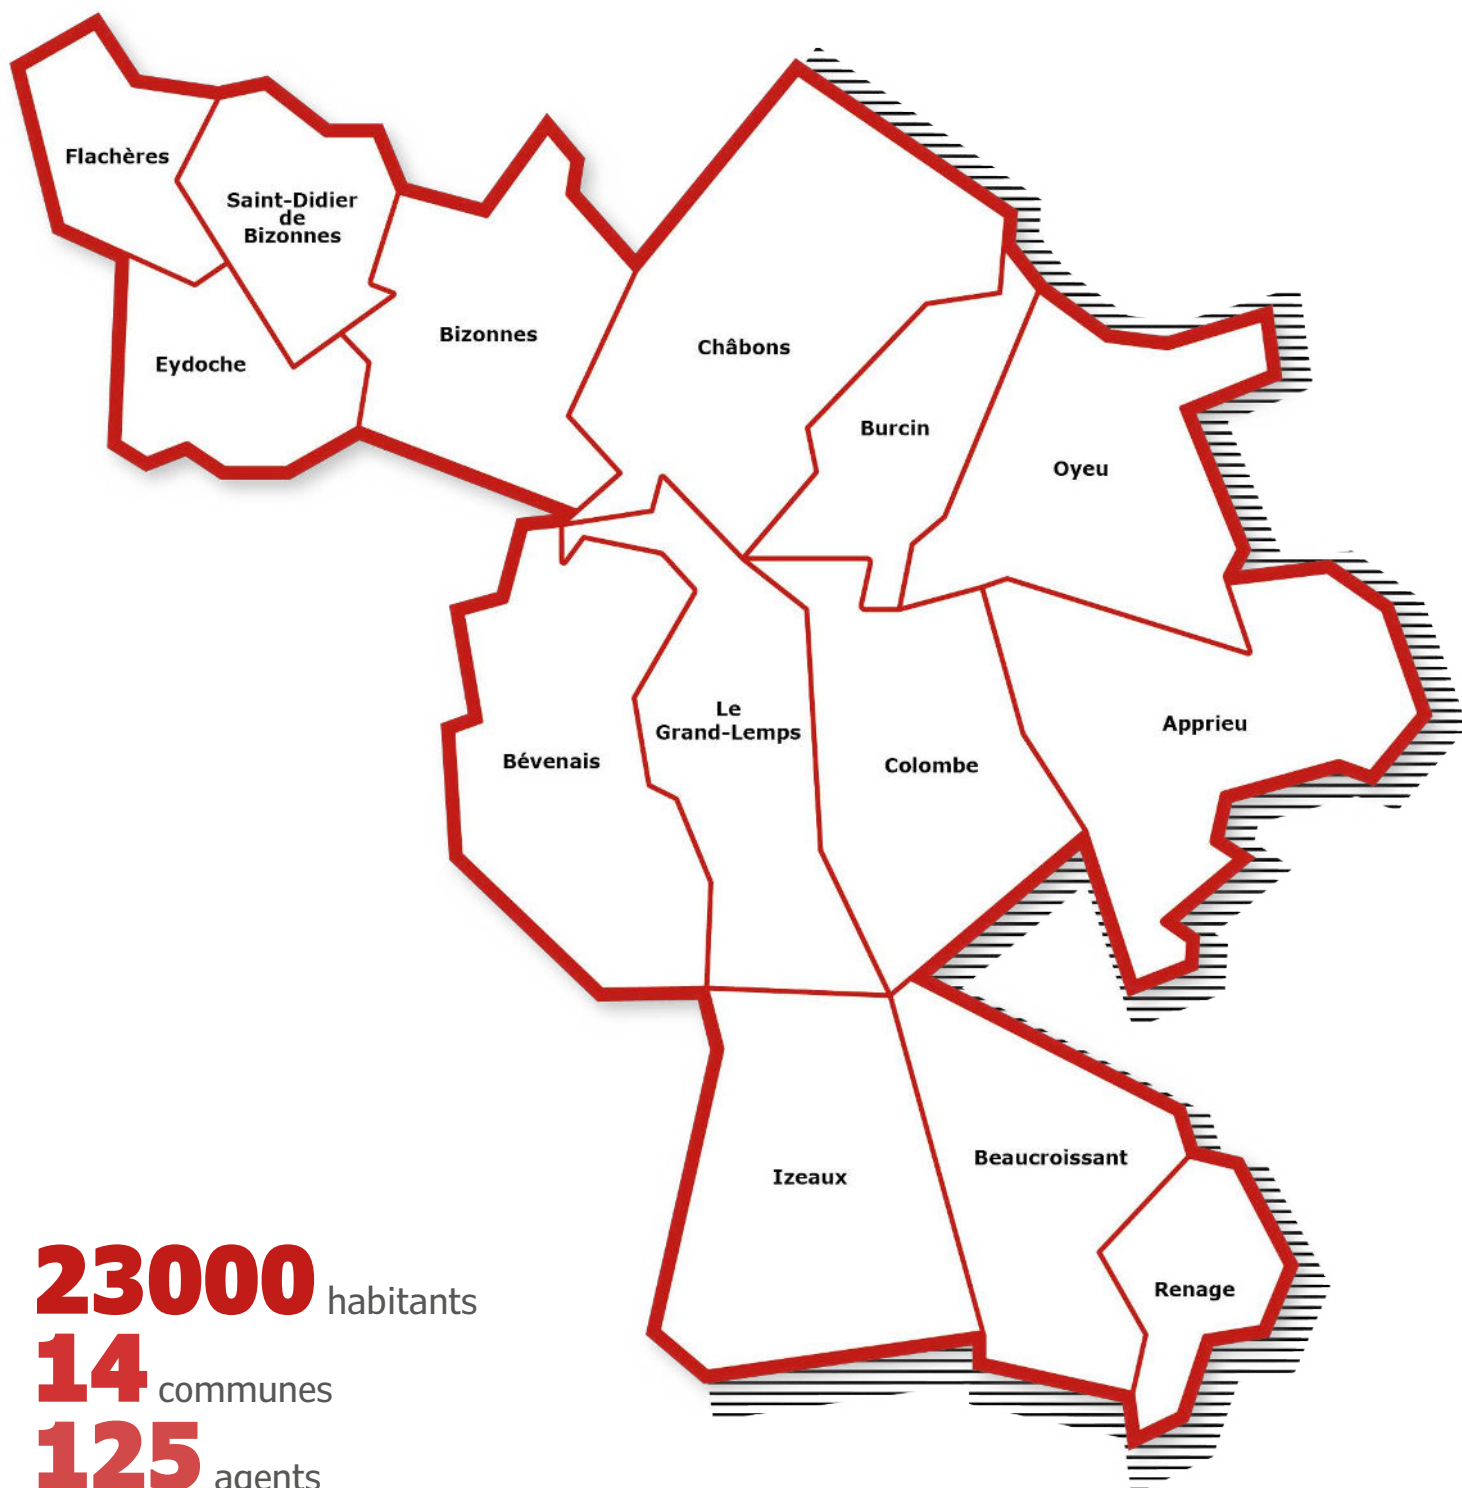 Flachères
Saint-Didier
de
Bizonnes
Eydoche
Bizonnes
Châbons
Burcin
Oyeu
Bévenais
Le
Grand-Lemps
Colombe
Apprieu
Izeaux
Beaucroissant
Renage
23000 habitants
14 communes
125 agents